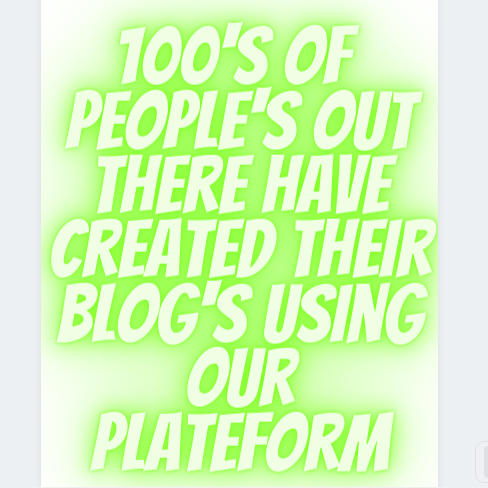 100'S OF
PEOPLE'S OUT
THERE HAVE
CREATED THEIR
BLOG'S USING
OUR
PLATEFORM